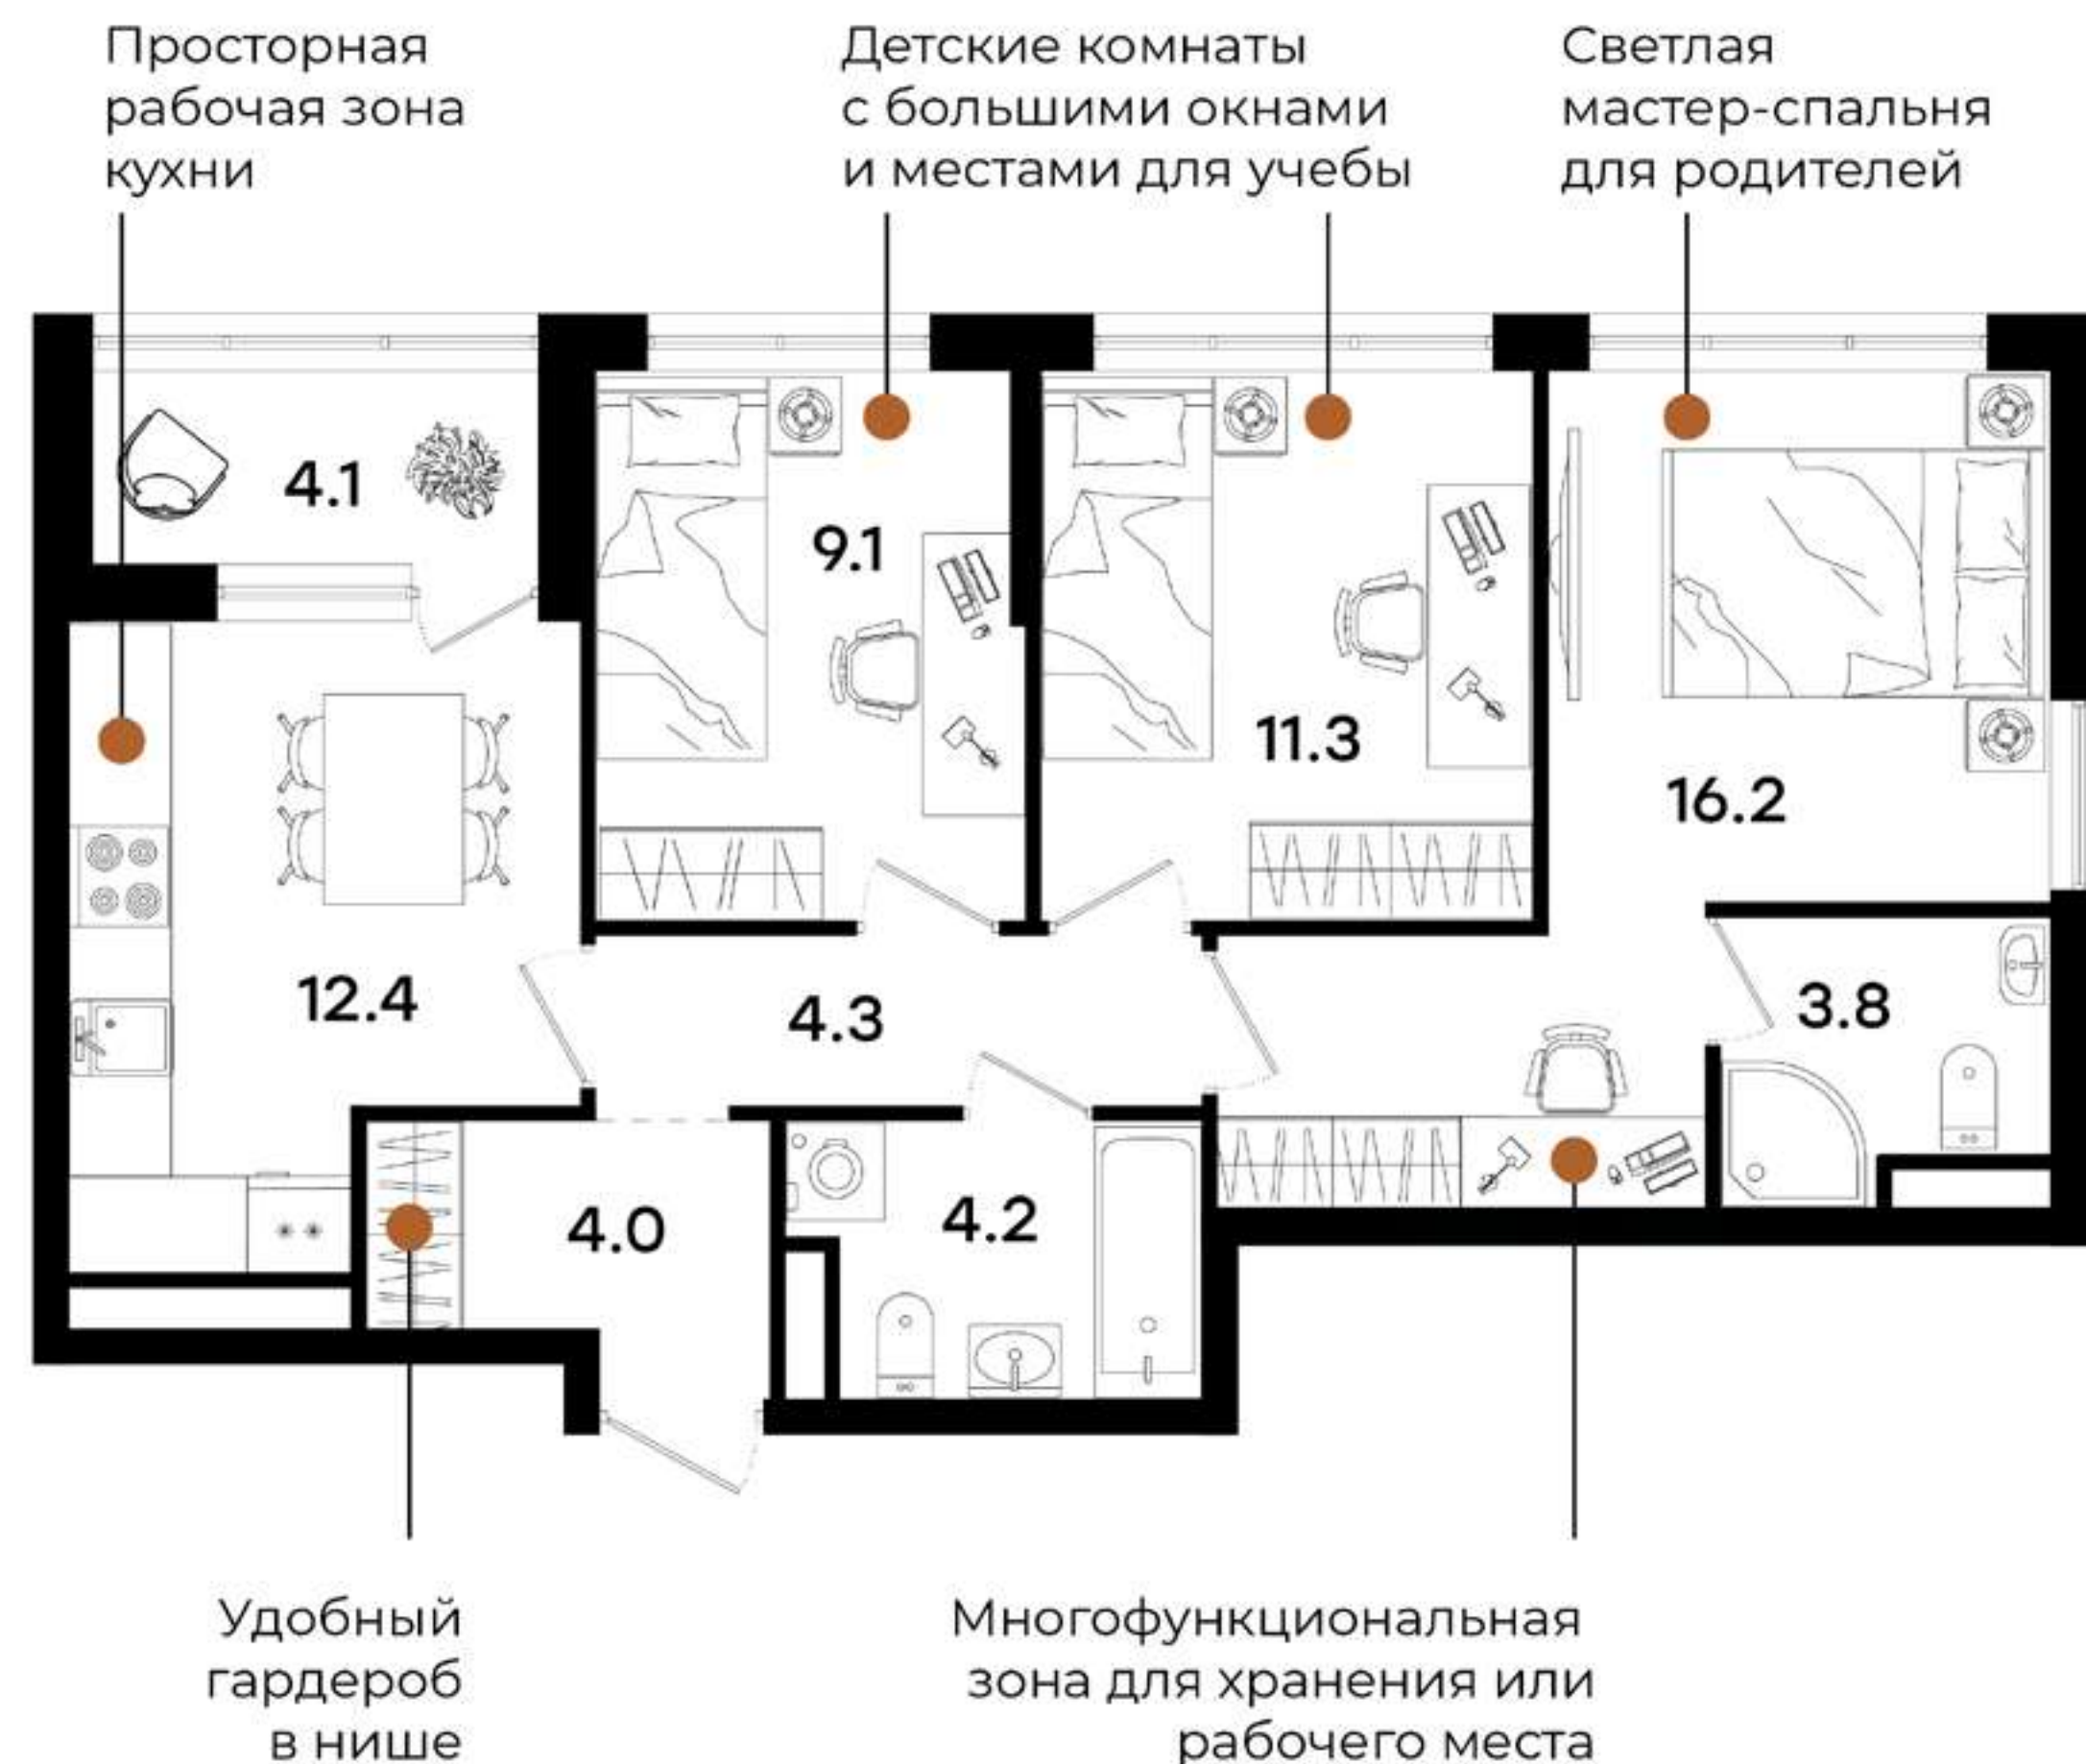 Просторная
рабочая зона
кухни
Детские комнаты
с большими окнами
и местами для учебы
Светлая
мастер-спальня
для родителей
4.1
9.1
11.3
16.2
12.4
4.3
3.8
4.0
4.2
Удобный
гардероб
в нише
Многофункциональная
зона для хранения или
рабочего места